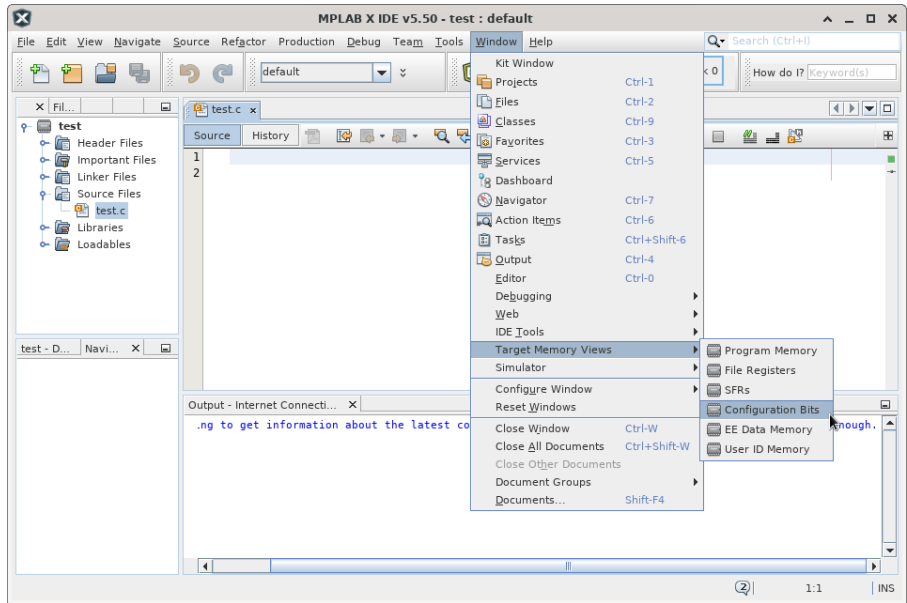 MPLAB X IDE v5.50 - test : default
File Edit View Navigate Source Refactor Production Debug Team Tools Window Help
Search (Ctrl+I)
default
< 0
How do I? Keyword(s)
Fil...
test
Header Files
Important Files
Linker Files
Source Files
test.c
Libraries
Loadables
test - D... Navi...
test.c
Source History
1
2
Kit Window
Projects Ctrl-1
Files Ctrl-2
Classes Ctrl-9
Favorites Ctrl-3
Services Ctrl-5
Dashboard
Navigator Ctrl-7
Action Items Ctrl-6
Tasks Ctrl+Shift-6
Output Ctrl-4
Editor Ctrl-0
Debugging
Web
IDE Tools
Target Memory Views
Simulator
Configure Window
Reset Windows
Close Window Ctrl-W
Close All Documents Ctrl+Shift-W
Close Other Documents
Document Groups
Documents... Shift-F4
Program Memory
File Registers
SFRs
Configuration Bits
EE Data Memory
User ID Memory
Output - Internet Connecti...
.ng to get information about the latest co nough.
2
1:1 INS